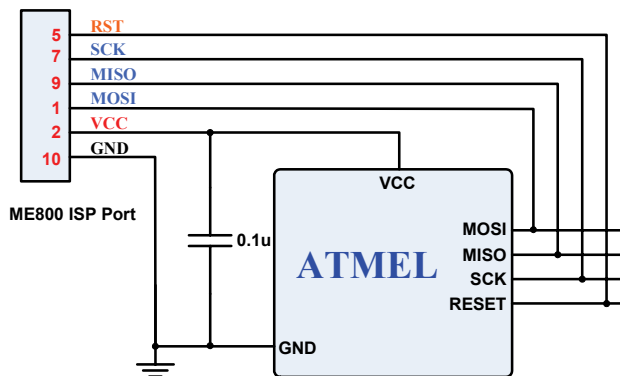 5 RST
7 SCK
9 MISO
1 MOSI
2 VCC
10 GND
ME800 ISP Port
0.1u
VCC
ATMEL
MOSI
MISO
SCK
RESET
GND